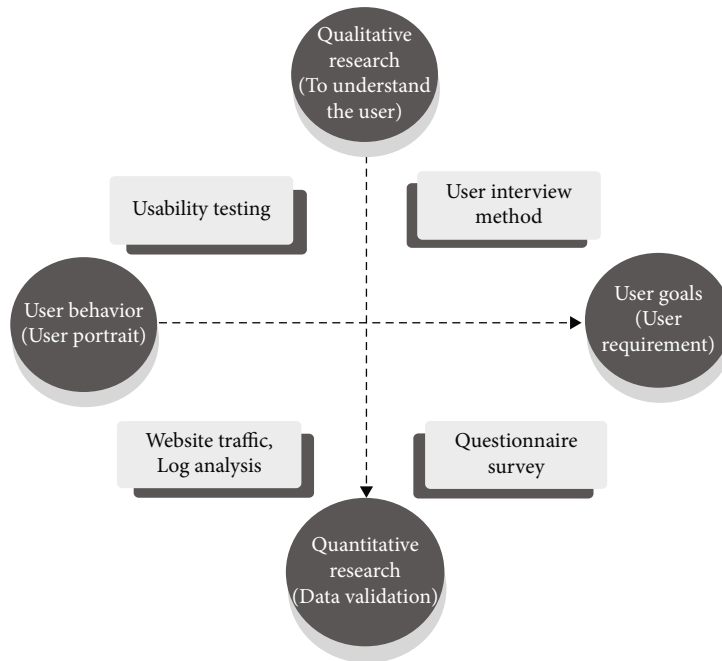 Qualitative
research
(To understand
the user)
Usability testing
User interview
method
User behavior
(User portrait)
User goals
(User
requirement)
Website traffic,
Log analysis
Questionnaire
survey
Quantitative
research
(Data validation)